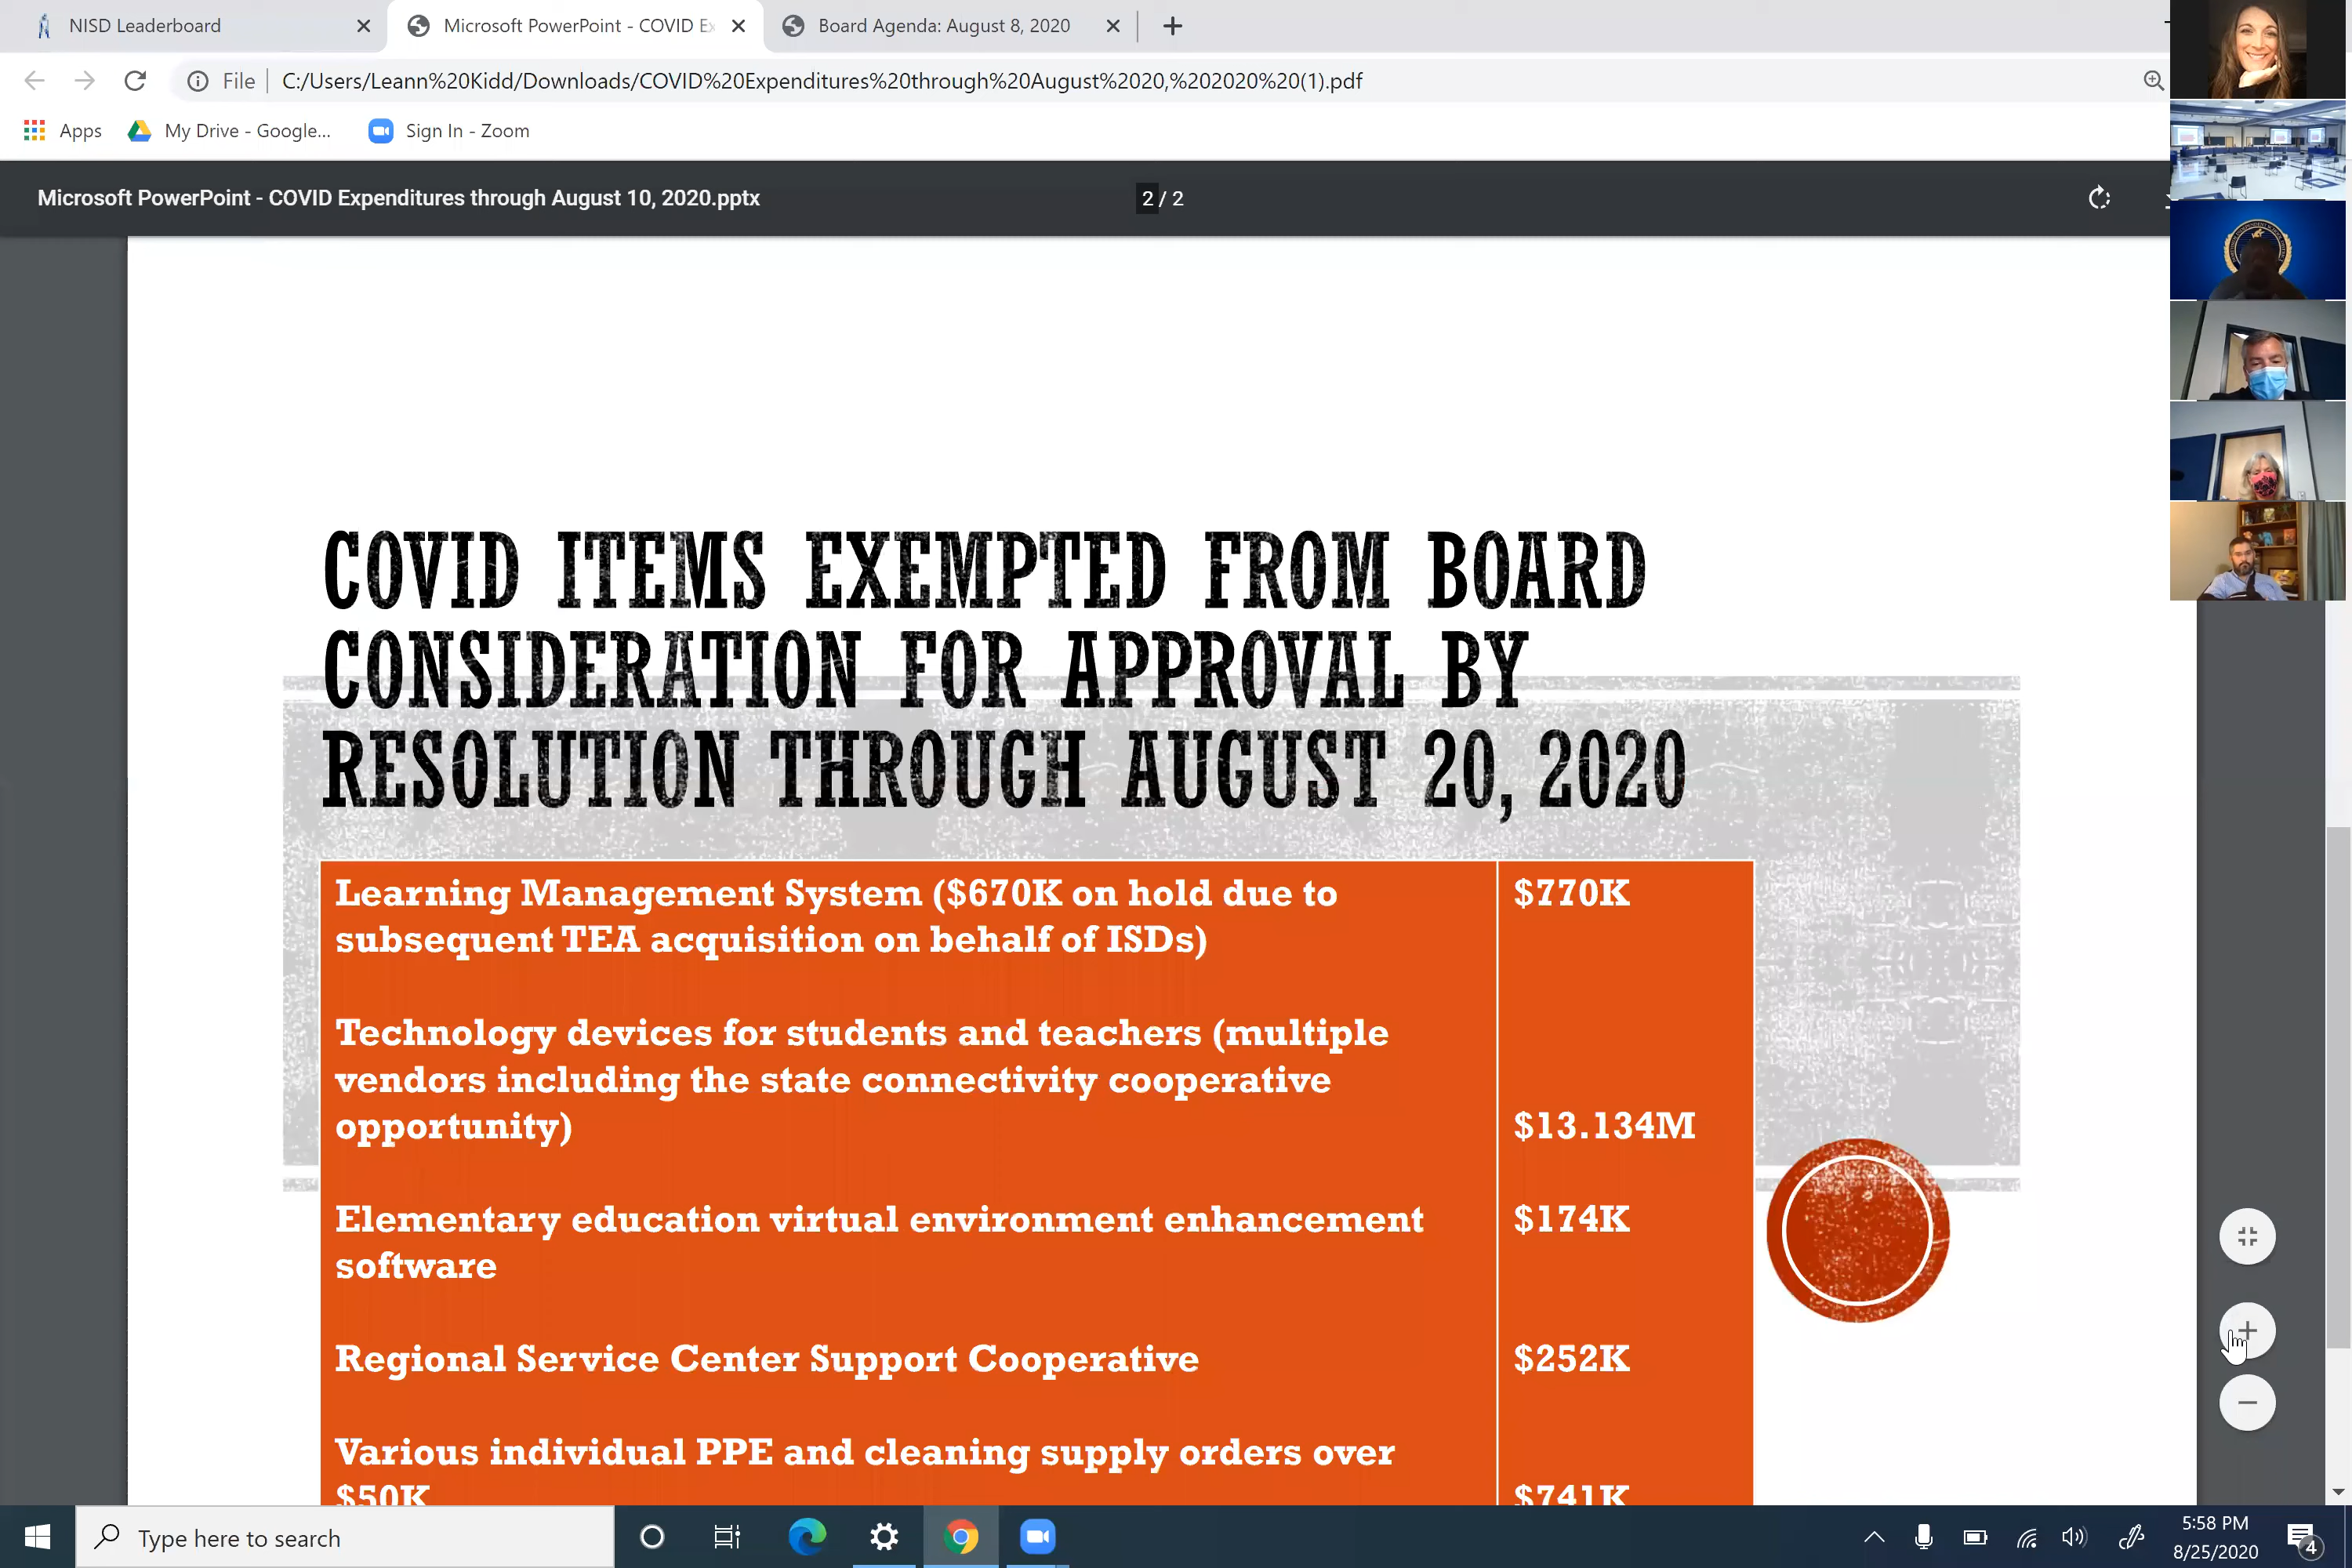 NISD Leaderboard
Microsoft PowerPoint - COVID Ex
Board Agenda: August 8, 2020
File
C:/Users/Leann%20Kidd/Downloads/COVID%20Expenditures%20through%20August%2020,%202020%20(1).pdf
Apps
My Drive - Google...
Sign In - Zoom
Microsoft PowerPoint - COVID Expenditures through August 10, 2020.pptx
2 / 2
COVID ITEMS EXEMPTED FROM BOARD
CONSIDERATION FOR APPROVAL BY
RESOLUTION THROUGH AUGUST 20, 2020
Learning Management System ($670K on hold due to
subsequent TEA acquisition on behalf of ISDs)
$770K
Technology devices for students and teachers (multiple
vendors including the state connectivity cooperative
opportunity)
$13.134M
Elementary education virtual environment enhancement
software
$174K
Regional Service Center Support Cooperative
$252K
Various individual PPE and cleaning supply orders over
$50K
$741K
Type here to search
5:58 PM
8/25/2020
4